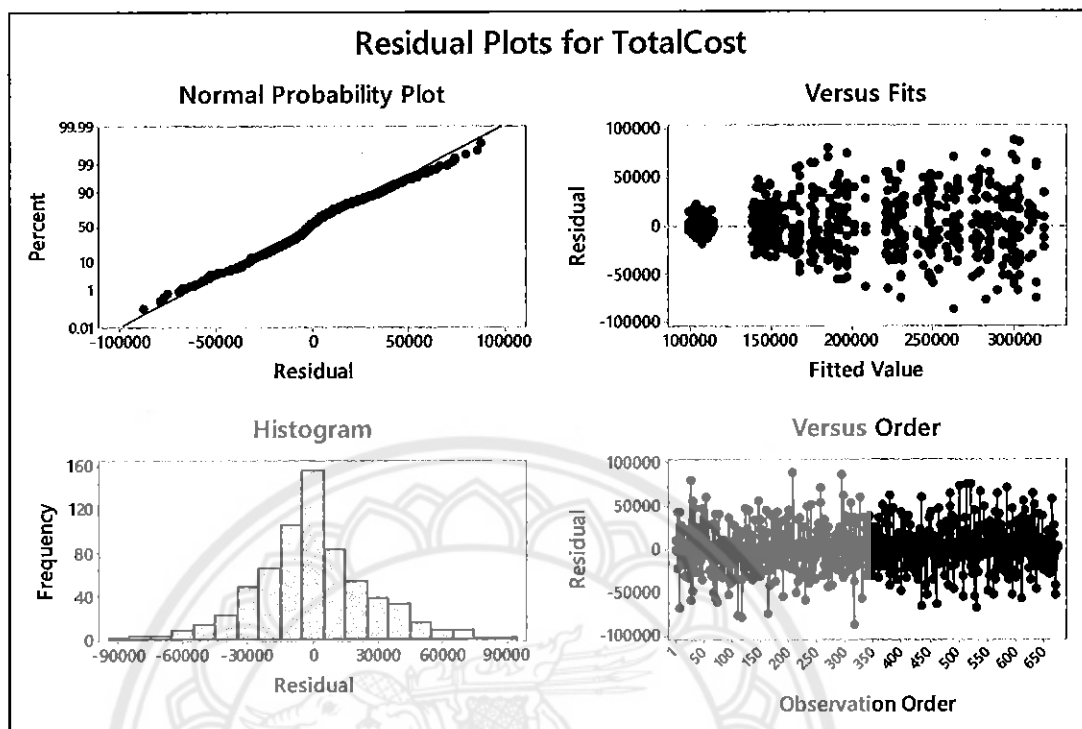 Residual Plots for TotalCost
Normal Probability Plot
99.99
99
90
50
10
1
0.01
Percent
-100000 -50000 0 50000 100000
Residual
Versus Fits
100000
50000
0
-50000
-100000
Residual
100000 150000 200000 250000 300000
Fitted Value
Histogram
160
120
80
40
0
Frequency
-90000 -60000 -30000 0 30000 60000 90000
Residual
Versus Order
100000
50000
0
-50000
-100000
Residual
1 50 100 150 200 250 300 350 400 450 500 550 600 650
Observation Order